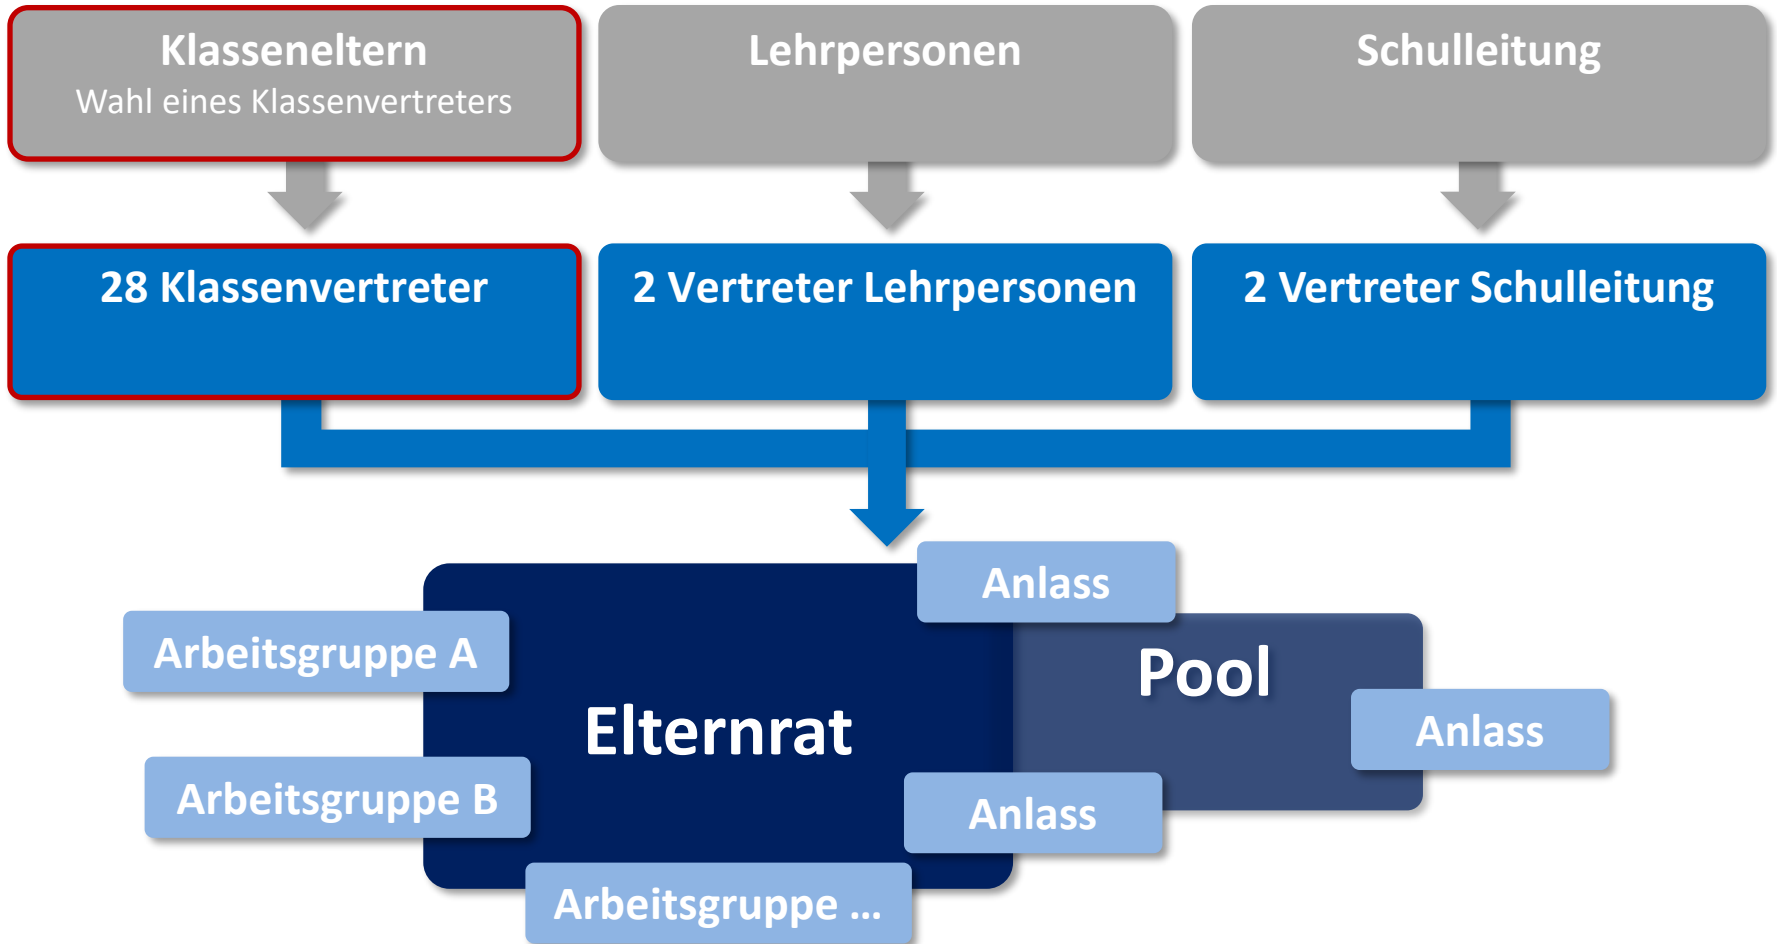 Klasseneltern
Wahl eines Klassenvertreters
Lehrpersonen
Schulleitung
28 Klassenvertreter
2 Vertreter Lehrpersonen
2 Vertreter Schulleitung
Anlass
Arbeitsgruppe A
Pool
Elternrat
Anlass
Arbeitsgruppe B
Anlass
Arbeitsgruppe ...